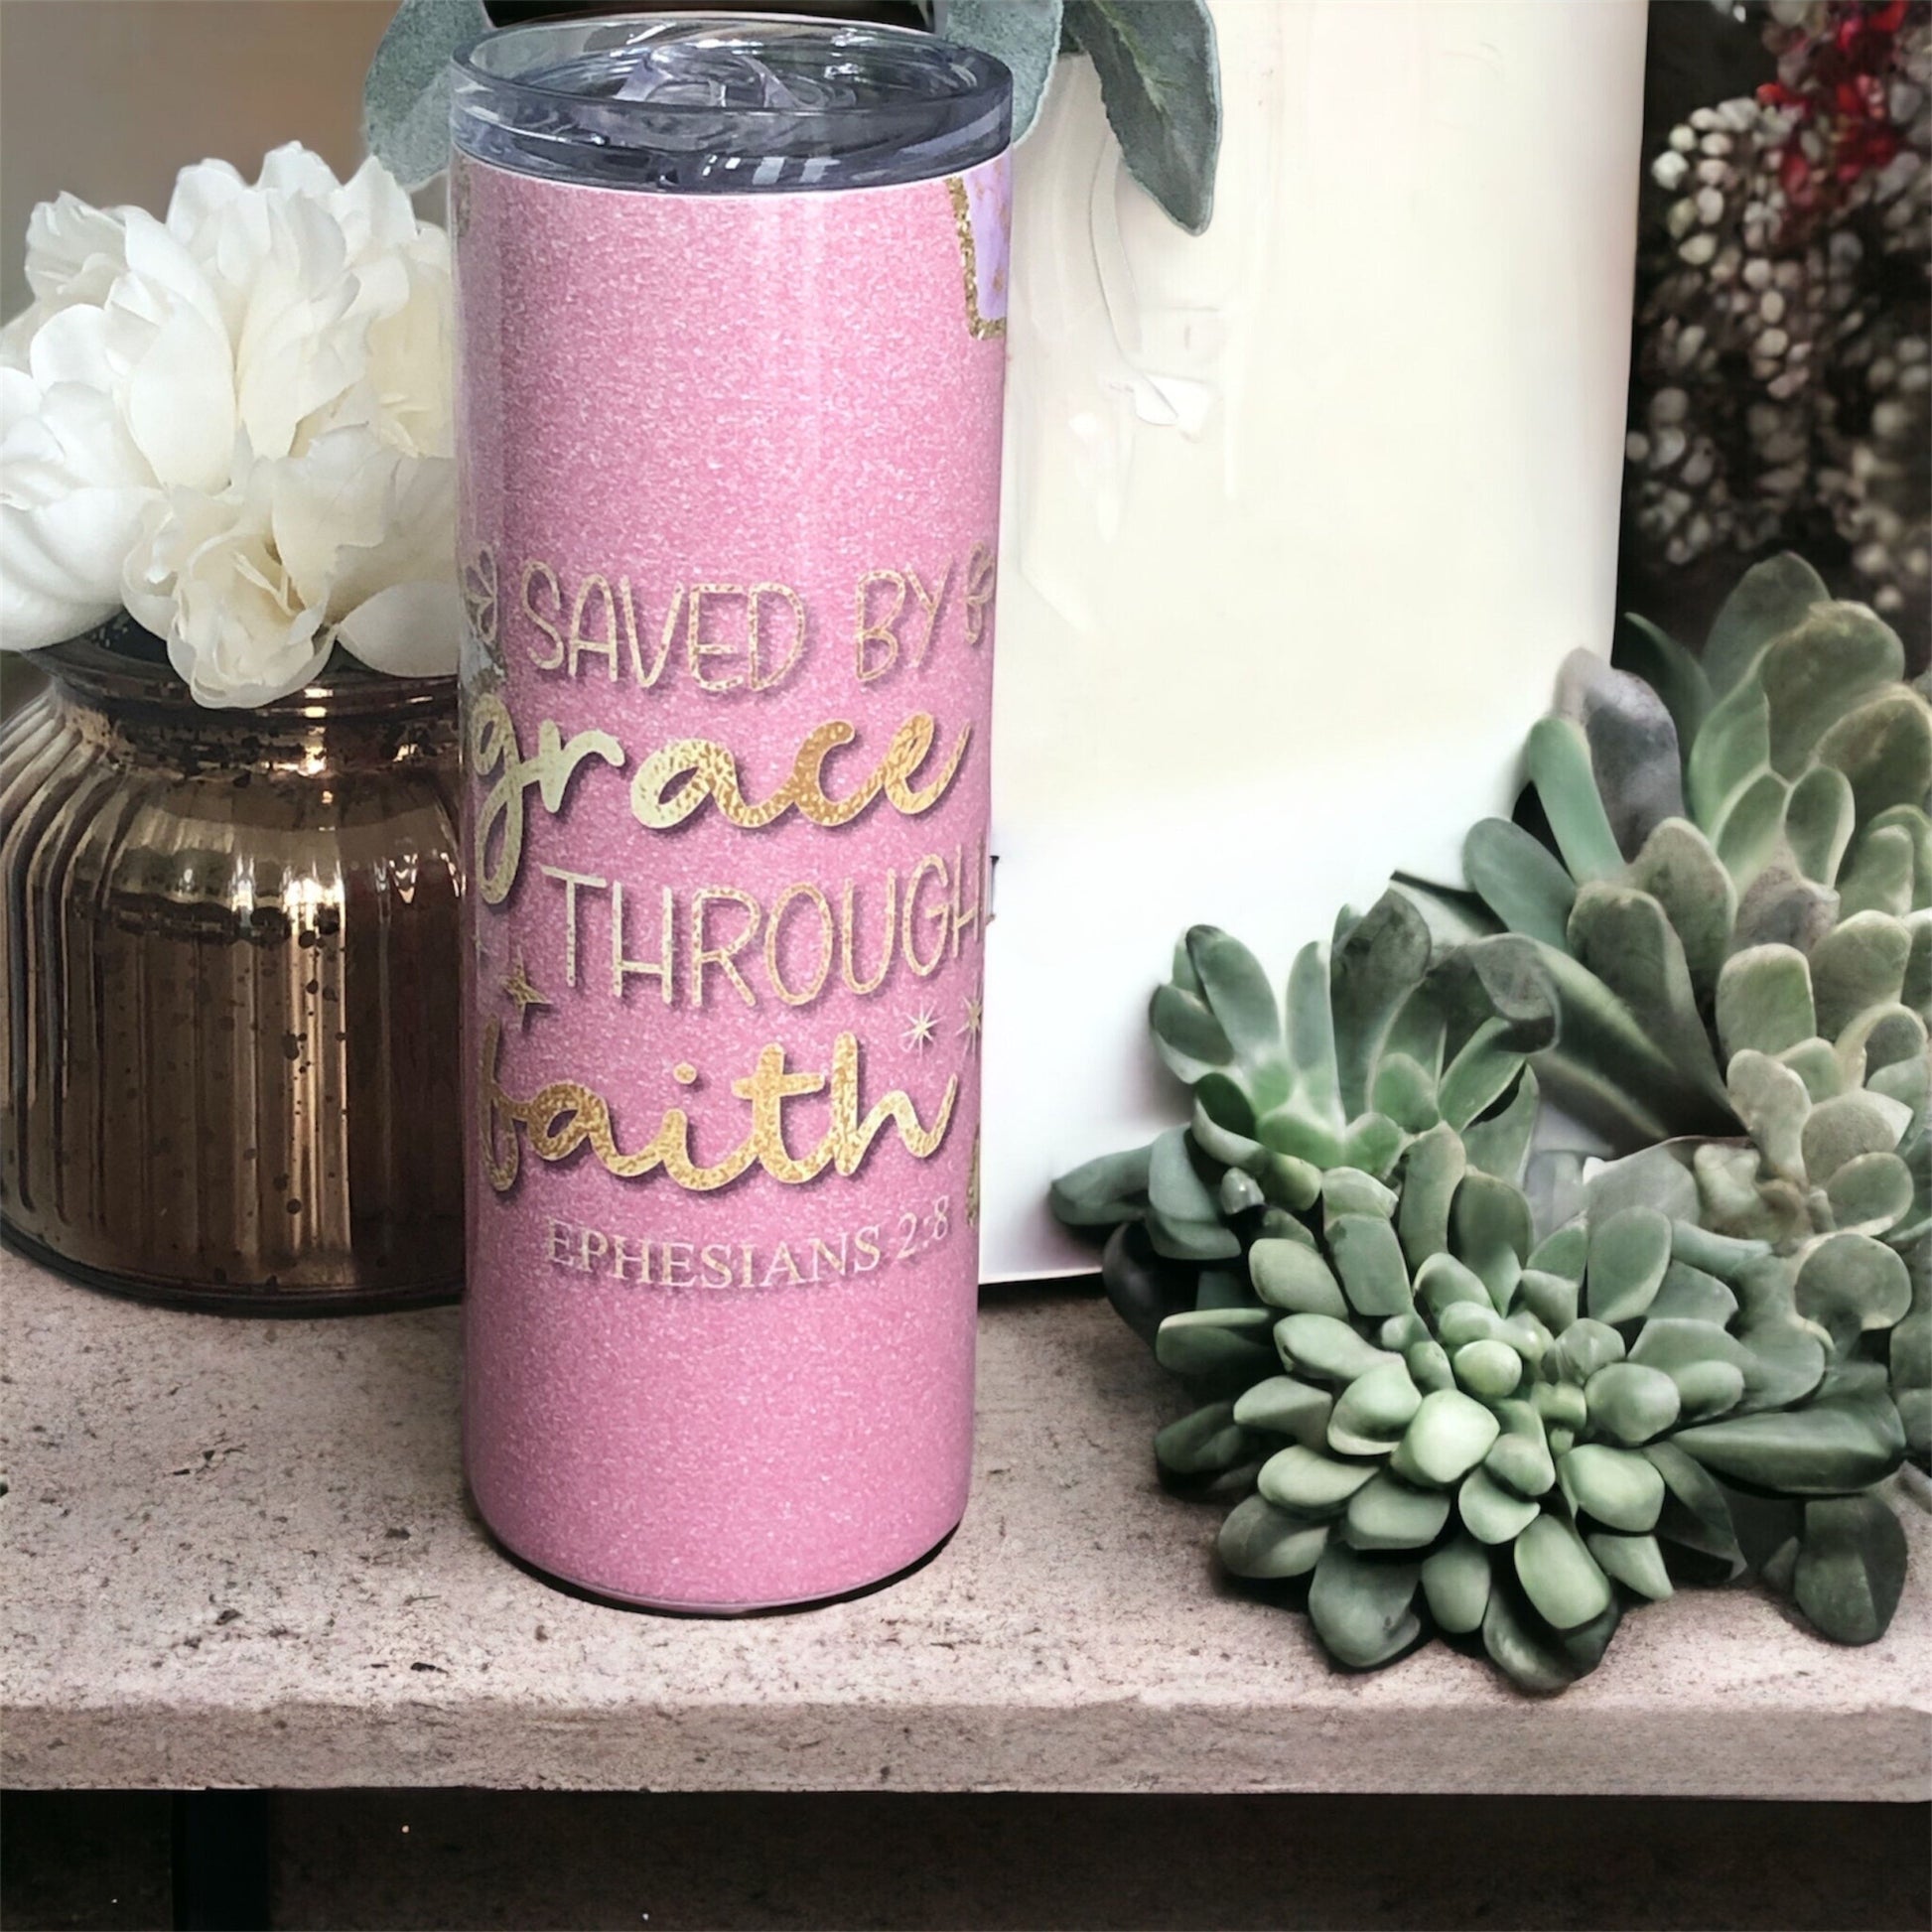 SAVED BY
grace
THROUGH
faith
EPHESIANS 2:8